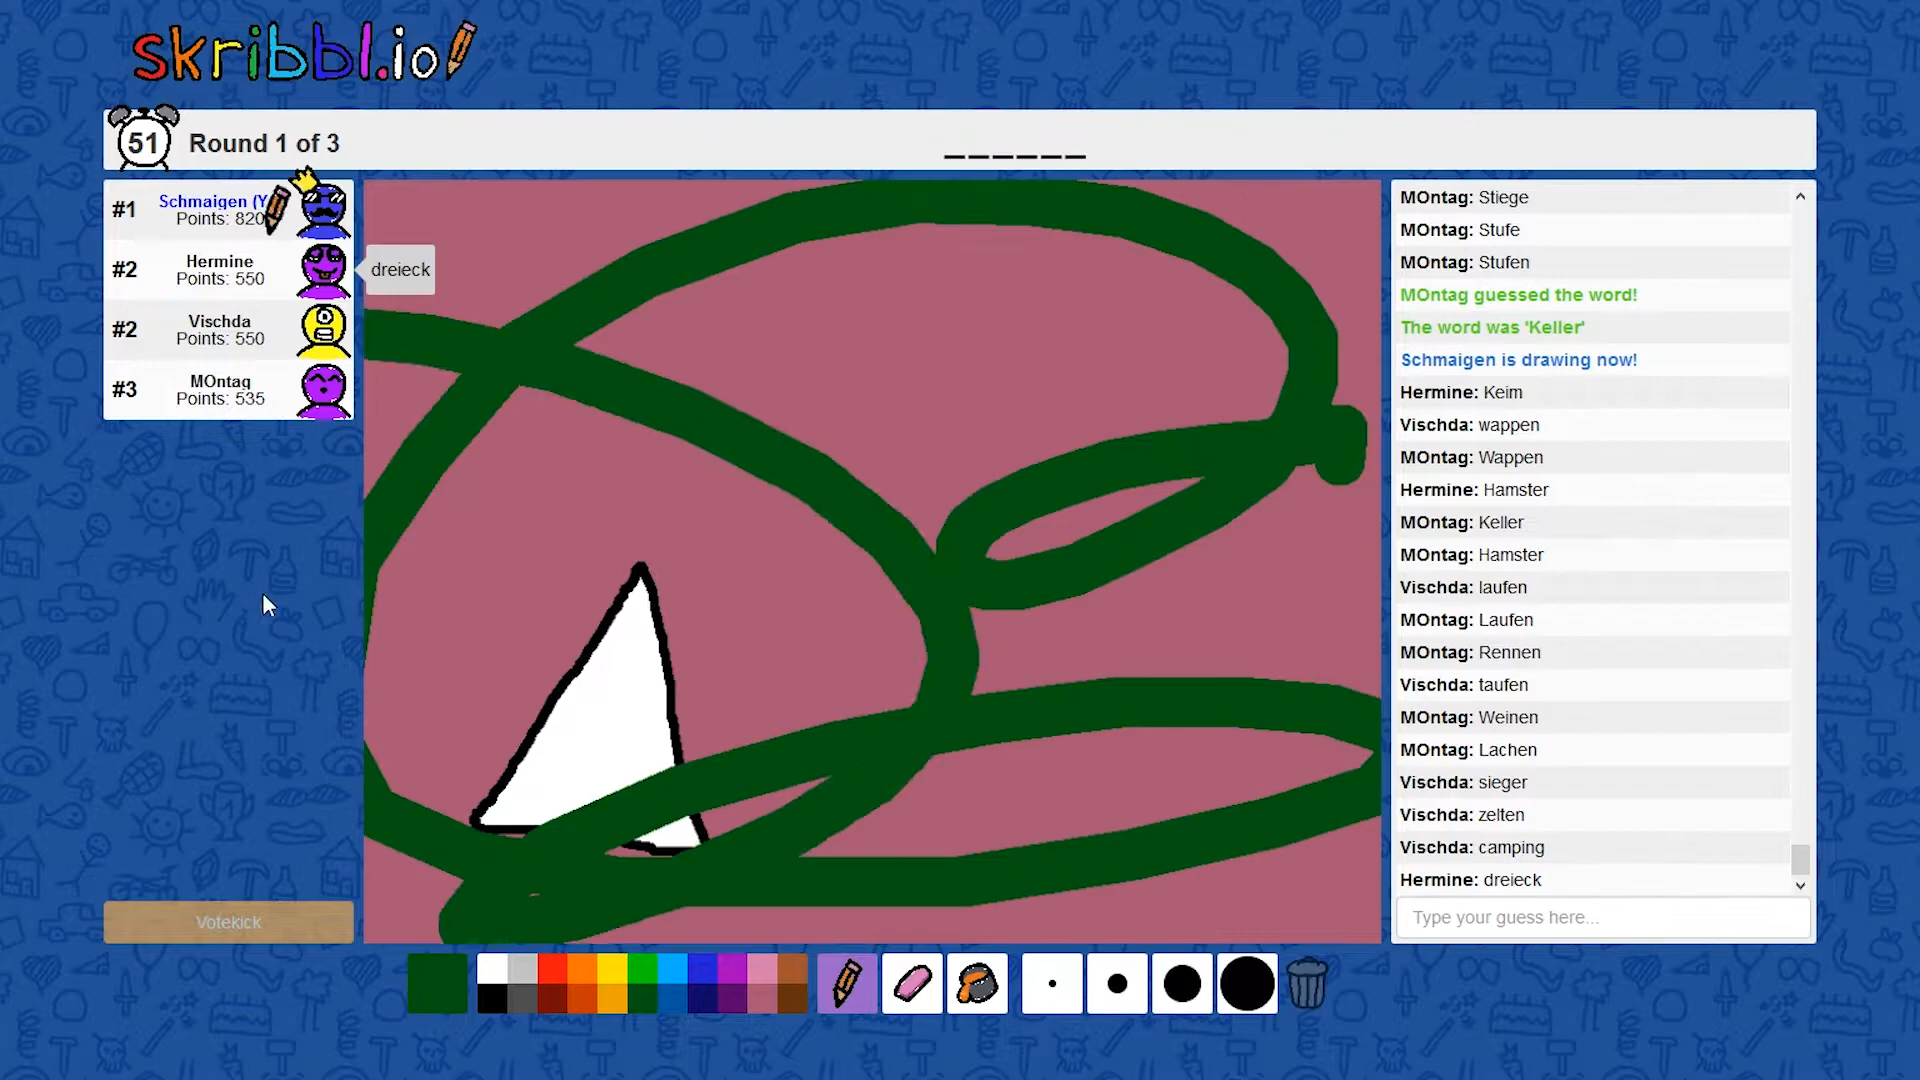 skribbl.io
51
Round 1 of 3
______
#1
Schmaigen (Y
Points: 820
#2
Hermine
Points: 550
dreieck
#2
Vischda
Points: 550
#3
MOntag
Points: 535
Votekick
MOntag: Stiege
MOntag: Stufe
MOntag: Stufen
MOntag guessed the word!
The word was 'Keller'
Schmaigen is drawing now!
Hermine: Keim
Vischda: wappen
MOntag: Wappen
Hermine: Hamster
MOntag: Keller
MOntag: Hamster
Vischda: laufen
MOntag: Laufen
MOntag: Rennen
Vischda: taufen
MOntag: Weinen
MOntag: Lachen
Vischda: sieger
Vischda: zelten
Vischda: camping
Hermine: dreieck
Type your guess here...